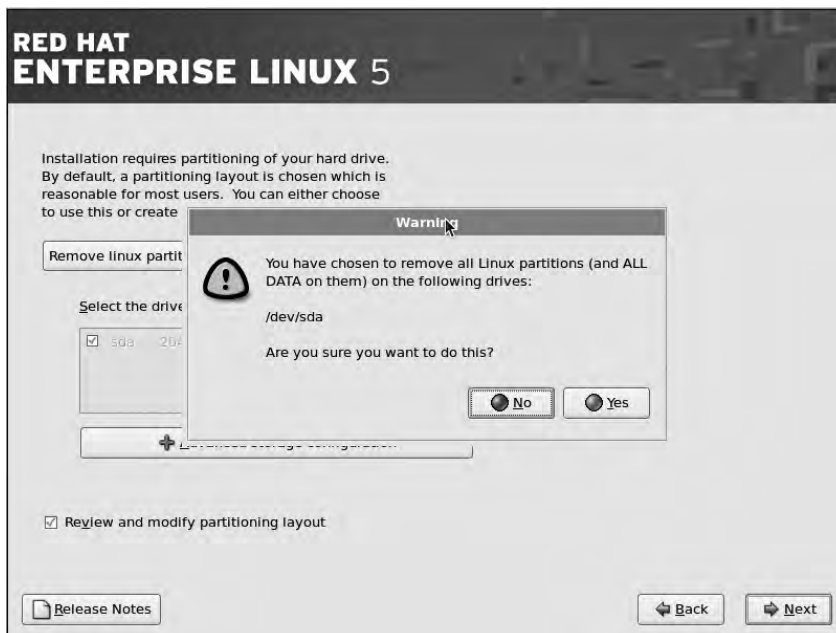 RED HAT
ENTERPRISE LINUX 5
Installation requires partitioning of your hard drive.
By default, a partitioning layout is chosen which is
reasonable for most users. You can either choose
to use this or create
Warning
Remove linux partit
You have chosen to remove all Linux partitions (and ALL
DATA on them) on the following drives:
/dev/sda
Are you sure you want to do this?
Select the drive
sda
No Yes
Review and modify partitioning layout
Release Notes
Back Next